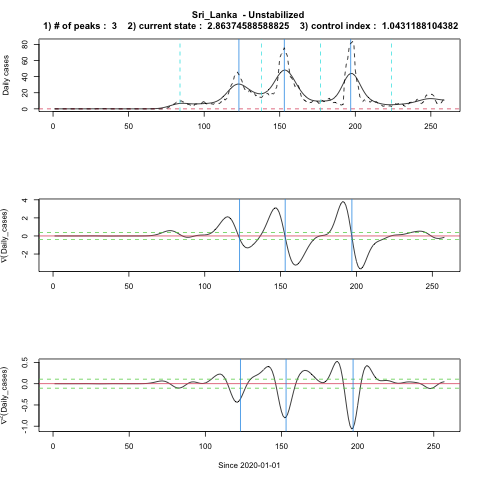 Sri_Lanka - Unstabilized
1) # of peaks : 3 2) current state : 2.86374588588825 3) control index : 1.0431188104382
Daily cases
80
60
40
20
0
0 50 100 150 200 250
∇(Daily_cases)
4
2
0
-2
0 50 100 150 200 250
∇²(Daily_cases)
0.5
0.0
-0.5
-1.0
0 50 100 150 200 250
Since 2020-01-01